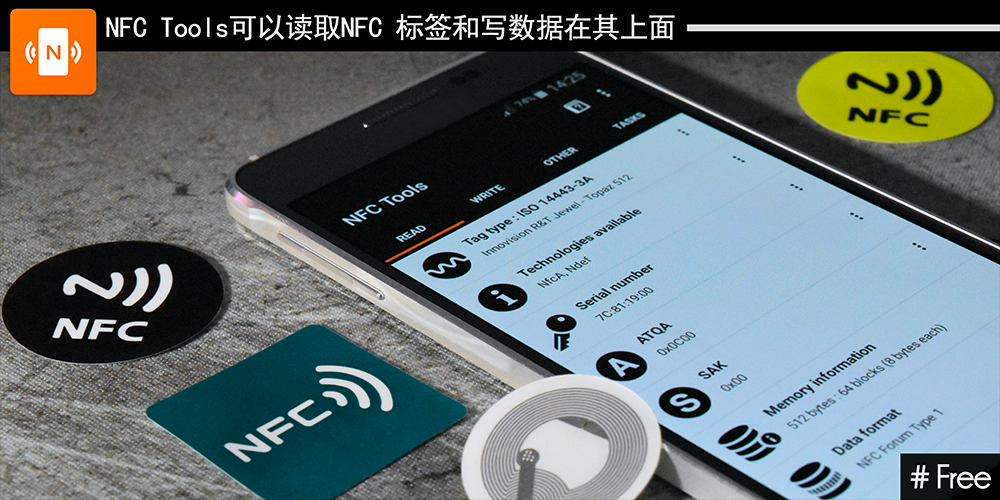 N
NFC Tools可以读取NFC 标签和写数据在其上面
74% 14:25
NFC Tools
READ
WRITE
OTHER
TASKS
Tag type : ISO 14443-3A
Innovision R&T Jewel - Topaz 512
Technologies available
NfcA, Ndef
Serial number
7C:81:19:00
ATQA
0x0C00
SAK
0x00
Memory information
512 bytes : 64 blocks (8 bytes each)
Data format
NFC Forum Type 1
A
S
NFC
NFC
NFC
# Free